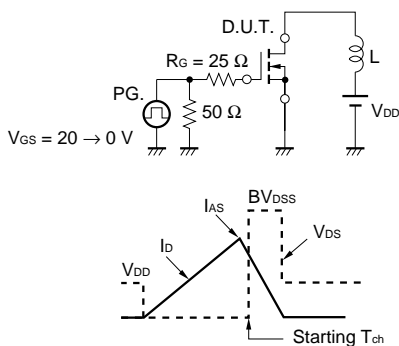 D.U.T.
RG = 25 Ω
L
PG.
50 Ω
VDD
VGS = 20 → 0 V
BVDSS
IAS
ID
VDS
VDD
Starting Tch